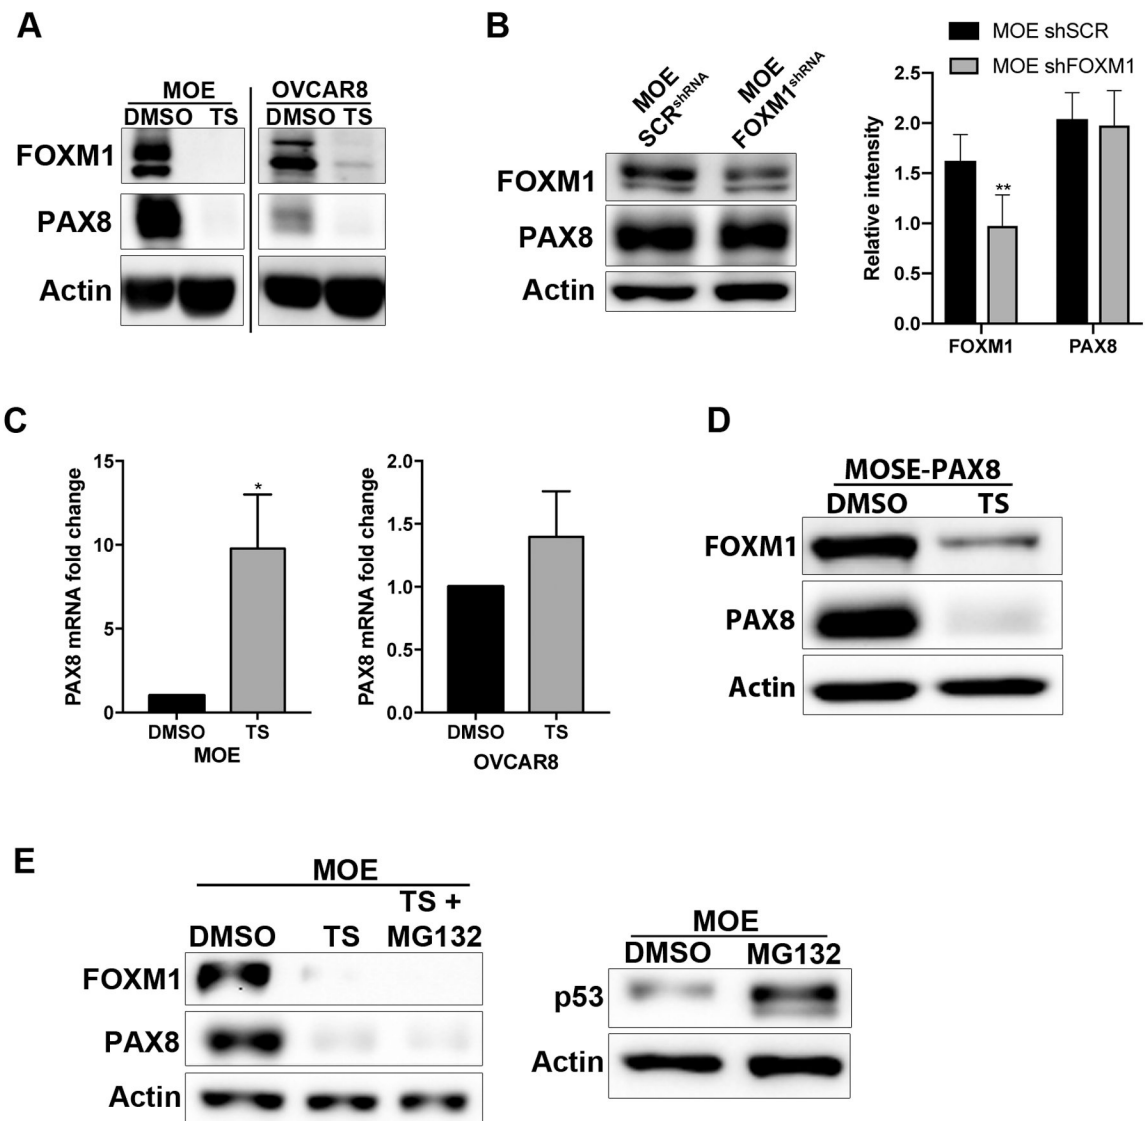 A
MOE OVCAR8
DMSO TS DMSO TS
FOXM1
PAX8
Actin
B
MOE SCRshRNA
MOE FOXM1shRNA
FOXM1
PAX8
Actin
MOE shSCR
MOE shFOXM1
Relative intensity
2.5
2.0
1.5
1.0
0.5
0.0
**
FOXM1 PAX8
C
PAX8 mRNA fold change
15
10
5
0
*
DMSO TS
MOE
PAX8 mRNA fold change
2.0
1.5
1.0
0.5
0.0
DMSO TS
OVCAR8
D
MOSE-PAX8
DMSO TS
FOXM1
PAX8
Actin
E
MOE
DMSO TS TS + MG132
FOXM1
PAX8
Actin
MOE
DMSO MG132
p53
Actin